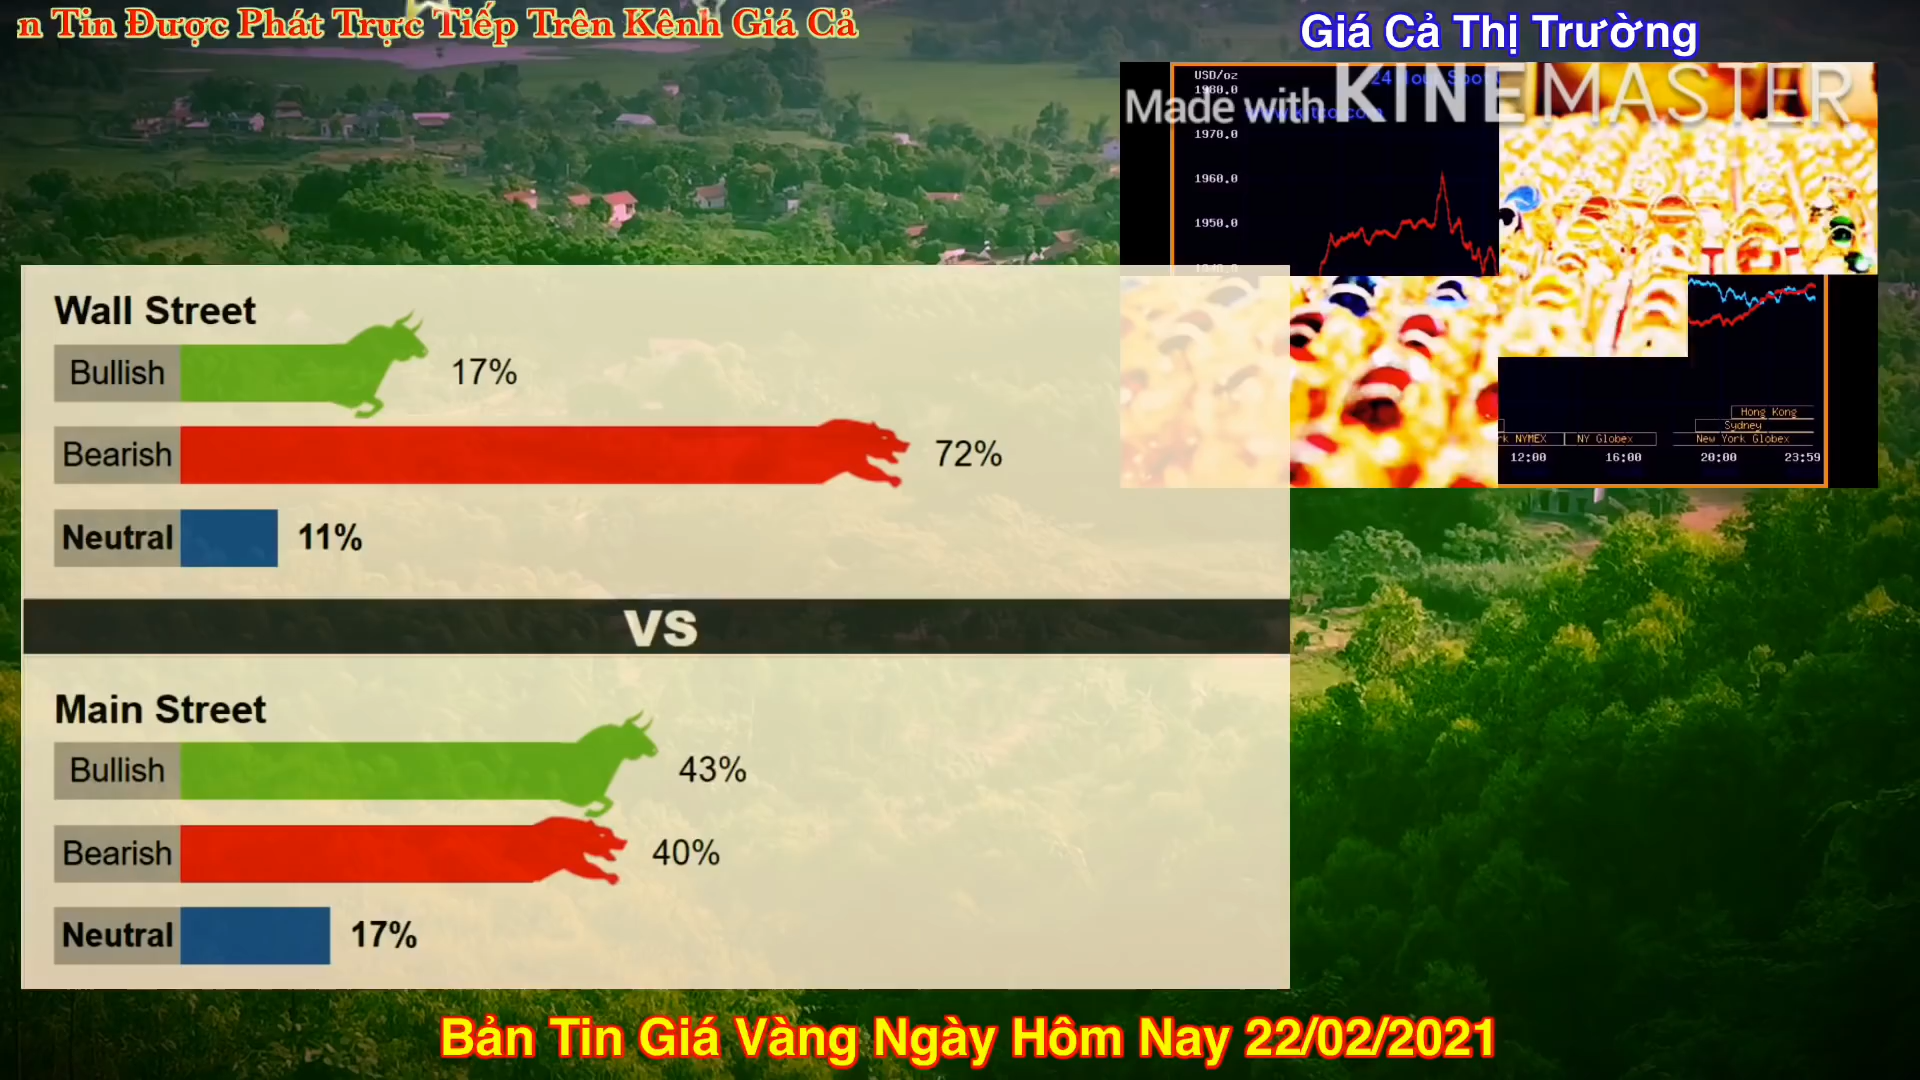 n Tin Được Phát Trực Tiếp Trên Kênh Giá Cả
Giá Cả Thị Trường
Made with KINEMASTER
USD/oz
1980.0
1970.0
1960.0
1950.0
Wall Street
Bullish 17%
Bearish 72%
Neutral 11%
VS
Main Street
Bullish 43%
Bearish 40%
Neutral 17%
Hong Kong
Sydney
NYMEX NY Globex New York Globex
12:00 16:00 20:00 23:59
Bản Tin Giá Vàng Ngày Hôm Nay 22/02/2021